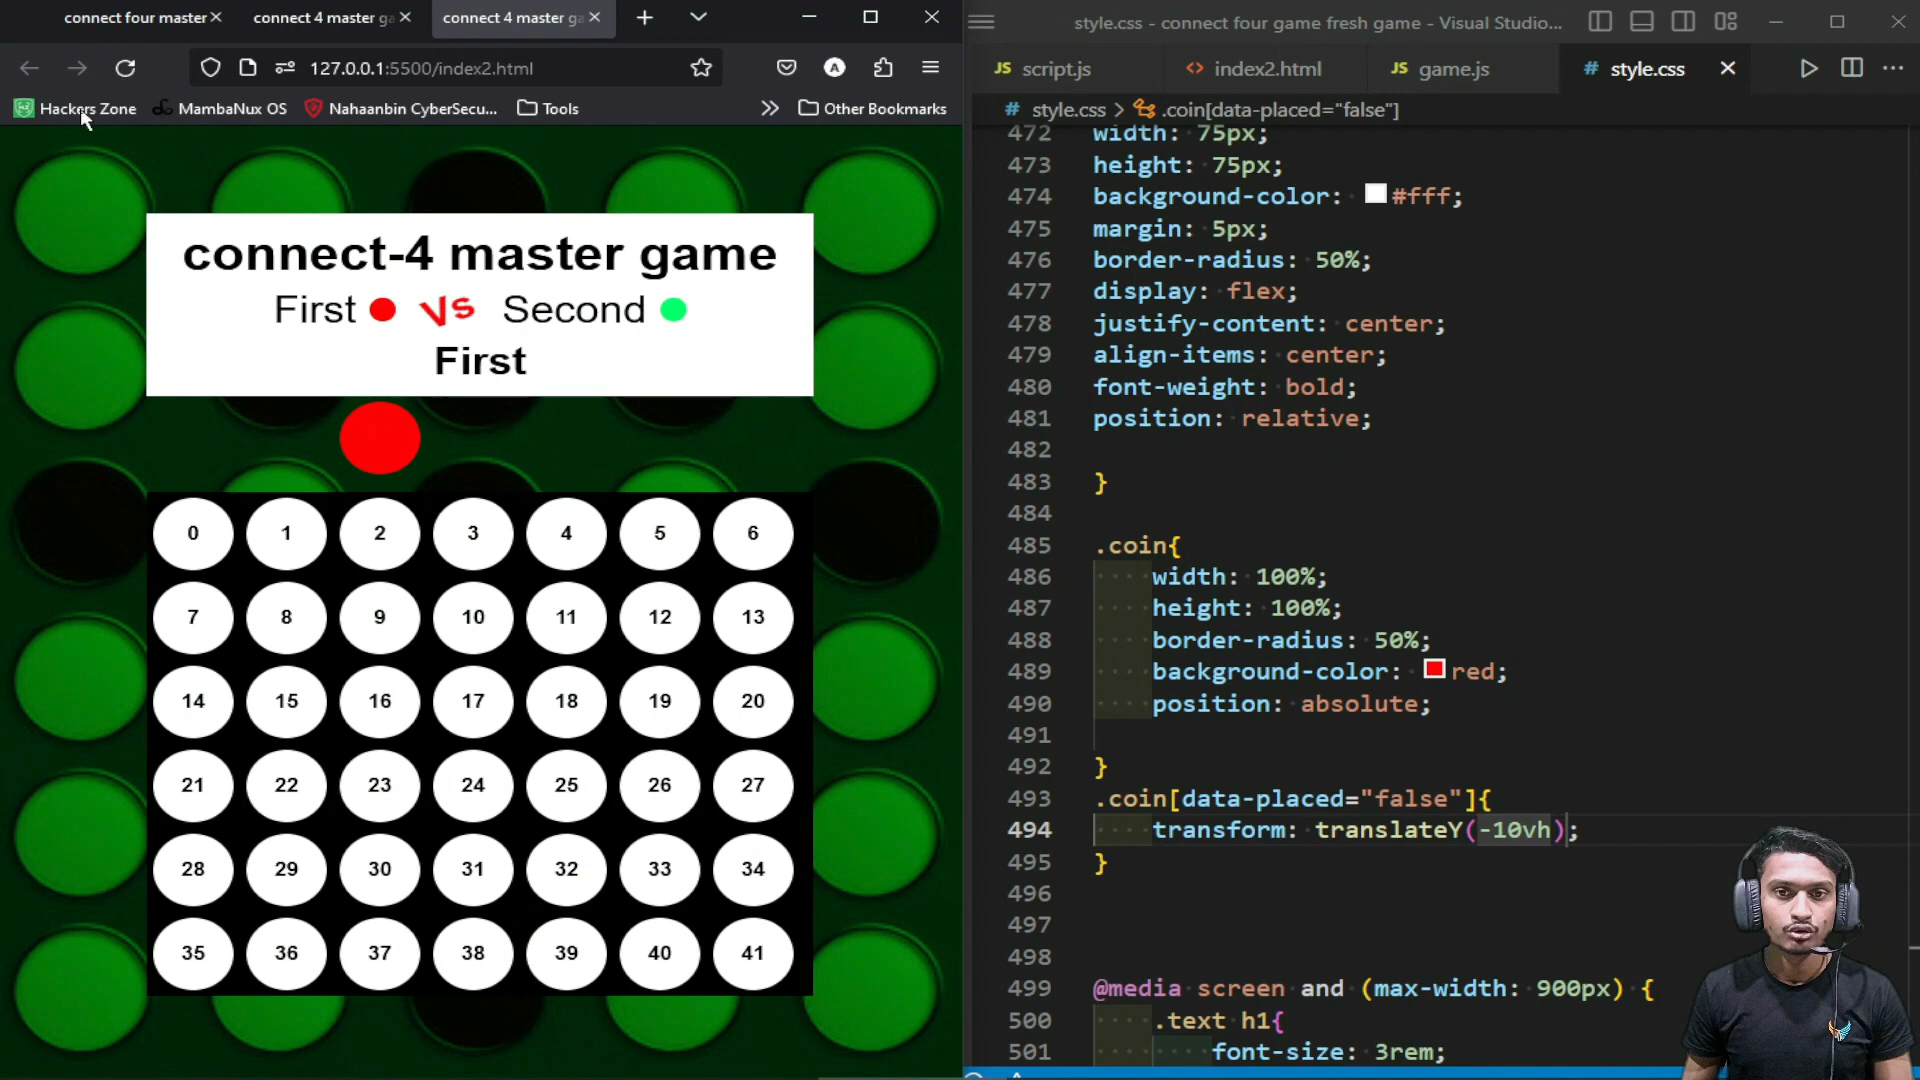 connect four master
connect 4 master ga
connect 4 master ga
127.0.0.1:5500/index2.html
A
Hackers Zone
MambaNux OS
Nahaanbin CyberSecu...
Tools
Other Bookmarks
connect-4 master game
First Vs Second
First
0 1 2 3 4 5 6
7 8 9 10 11 12 13
14 15 16 17 18 19 20
21 22 23 24 25 26 27
28 29 30 31 32 33 34
35 36 37 38 39 40 41
style.css - connect four game fresh game - Visual Studio...
JS script.js
<> index2.html
JS game.js
# style.css
# style.css > .coin[data-placed="false"]
472 width: 75px;
473 height: 75px;
474 background-color: #fff;
475 margin: 5px;
476 border-radius: 50%;
477 display: flex;
478 justify-content: center;
479 align-items: center;
480 font-weight: bold;
481 position: relative;
482
483 }
484
485 .coin{
486 width: 100%;
487 height: 100%;
488 border-radius: 50%;
489 background-color: red;
490 position: absolute;
491
492 }
493 .coin[data-placed="false"]{
494 transform: translateY(-10vh);
495 }
496
497
498
499 @media screen and (max-width: 900px) {
500 .text h1{
501 font-size: 3rem;